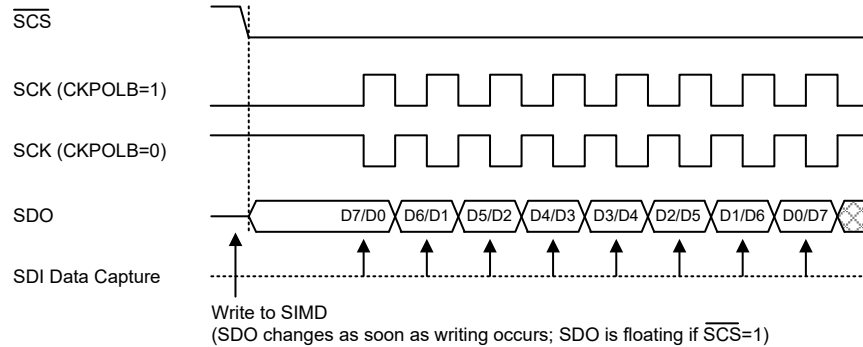 SCS
SCK (CKPOLB=1)
SCK (CKPOLB=0)
SDO
D7/D0 D6/D1 D5/D2 D4/D3 D3/D4 D2/D5 D1/D6 D0/D7
SDI Data Capture
Write to SIMD
(SDO changes as soon as writing occurs; SDO is floating if SCS=1)